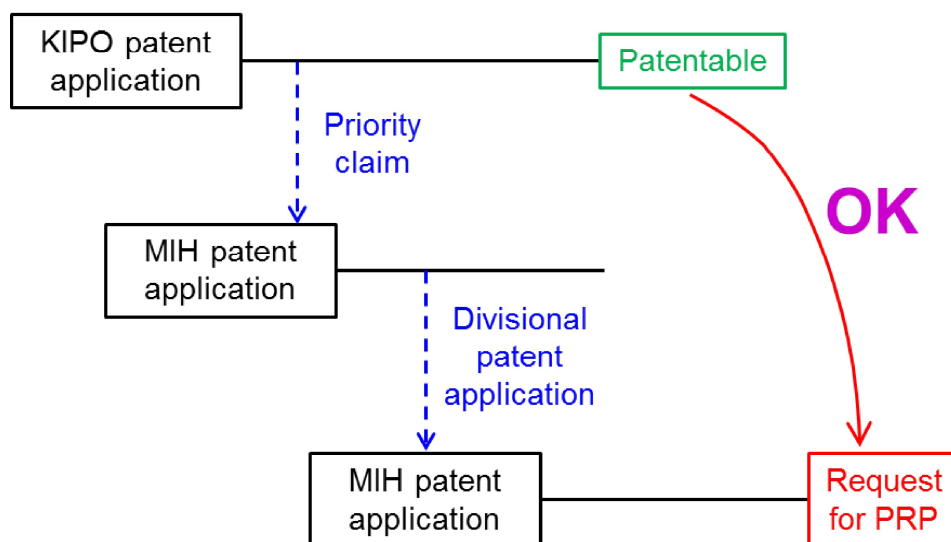 KIPO patent
application
Patentable
Priority
claim
OK
MIH patent
application
Divisional
patent
application
MIH patent
application
Request
for PRP